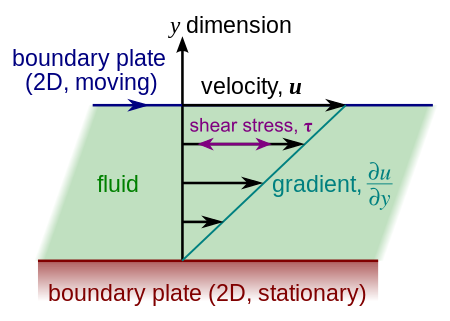 y dimension
boundary plate
(2D, moving)
velocity, u
shear stress, τ
fluid
gradient, ∂u/∂y
boundary plate (2D, stationary)